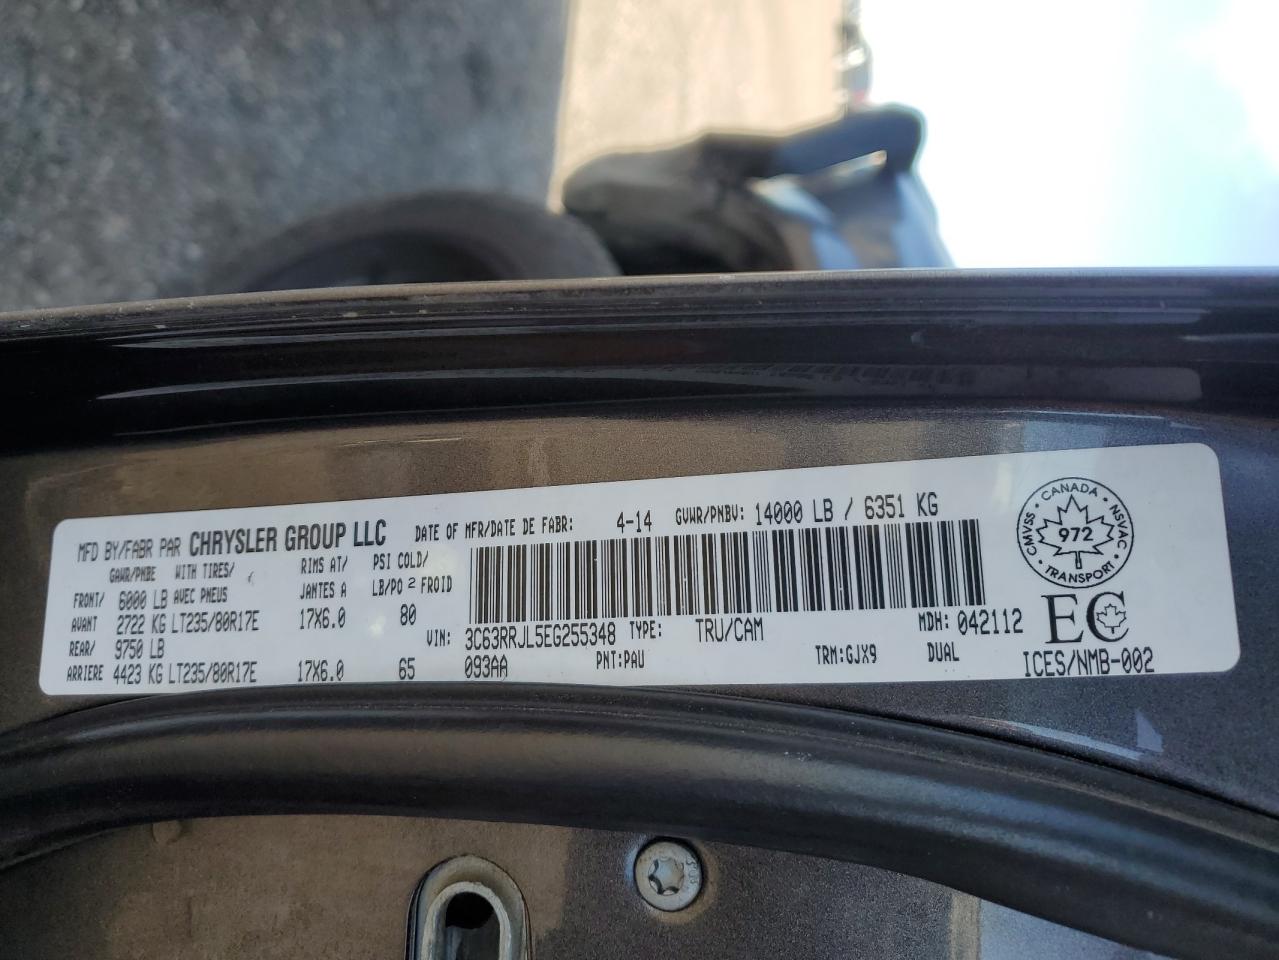 MFD BY/FABR PAR CHRYSLER GROUP LLC DATE OF MFR/DATE DE FABR: 4-14 GVWR/PNBV: 14000 LB / 6351 KG
GAWR/PNBE WITH TIRES/ RIMS AT/ PSI COLD/
FRONT/ 6000 LB AVEC PNEUS JANTES A LB/PO 2 FROID
AVANT 2722 KG LT235/80R17E 17X6.0 80
REAR/ 9750 LB VIN: 3C63RRJL5EG255348 TYPE: TRU/CAM MDH: 042112
ARRIERE 4423 KG LT235/80R17E 17X6.0 65 093AA PNT:PAU TRM:GJX9 DUAL
CMVSS · CANADA · NSVAC · TRANSPORT ·
972
EC
ICES/NMB-002